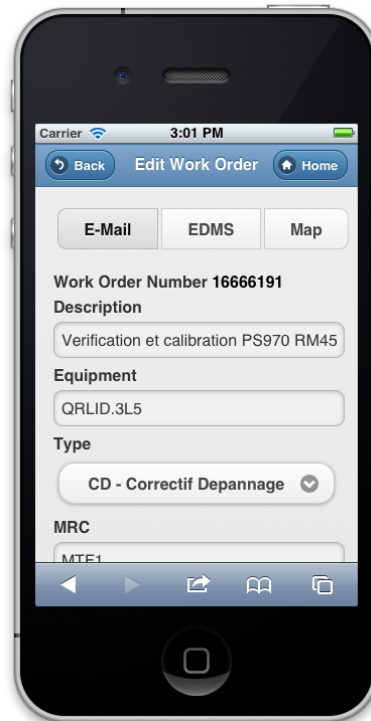 Carrier 3:01 PM
Back Edit Work Order Home
E-Mail EDMS Map
Work Order Number 16666191
Description
Verification et calibration PS970 RM45
Equipment
QRLID.3L5
Type
CD - Correctif Depannage
MRC
MTF1